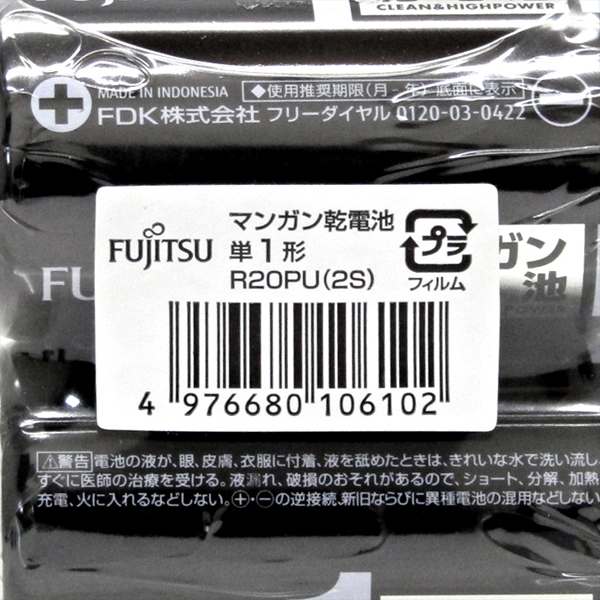 CLEAN&HIGHPOWER
MADE IN INDONESIA
◆使用推奨期限(月-年)底面に表示
FDK株式会社 フリーダイヤル 0120-03-0422
FUJITSU
マンガン乾電池
単1形
R20PU(2S)
プラ
フィルム
FU
ガン
池
4 976680 106102
⚠警告 電池の液が、眼、皮膚、衣服に付着、液を舐めたときは、きれいな水で洗い流し
すぐに医師の治療を受ける。液漏れ、破損のおそれがあるので、ショート、分解、加熱
充電、火に入れるなどしない。⊕・⊖の逆接続、新旧ならびに異種電池の混用などしない